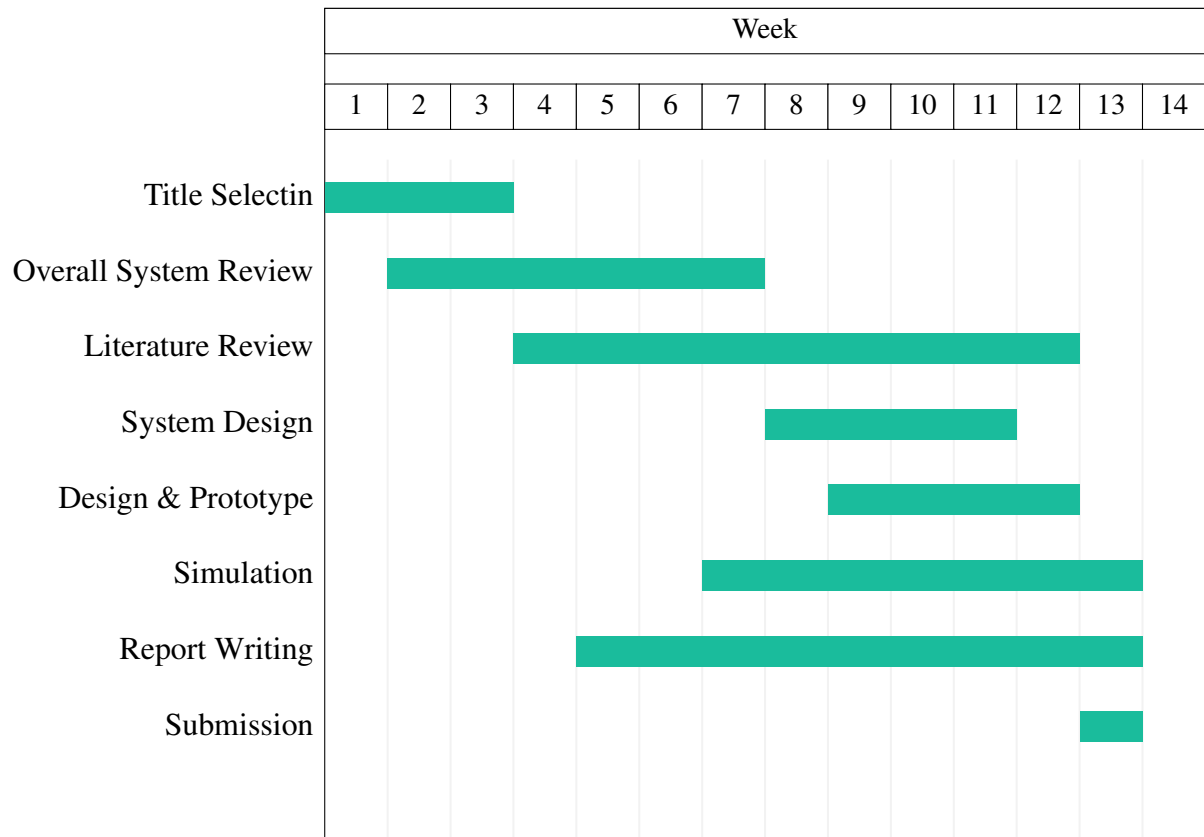 Week
1 2 3 4 5 6 7 8 9 10 11 12 13 14
Title Selectin
Overall System Review
Literature Review
System Design
Design & Prototype
Simulation
Report Writing
Submission